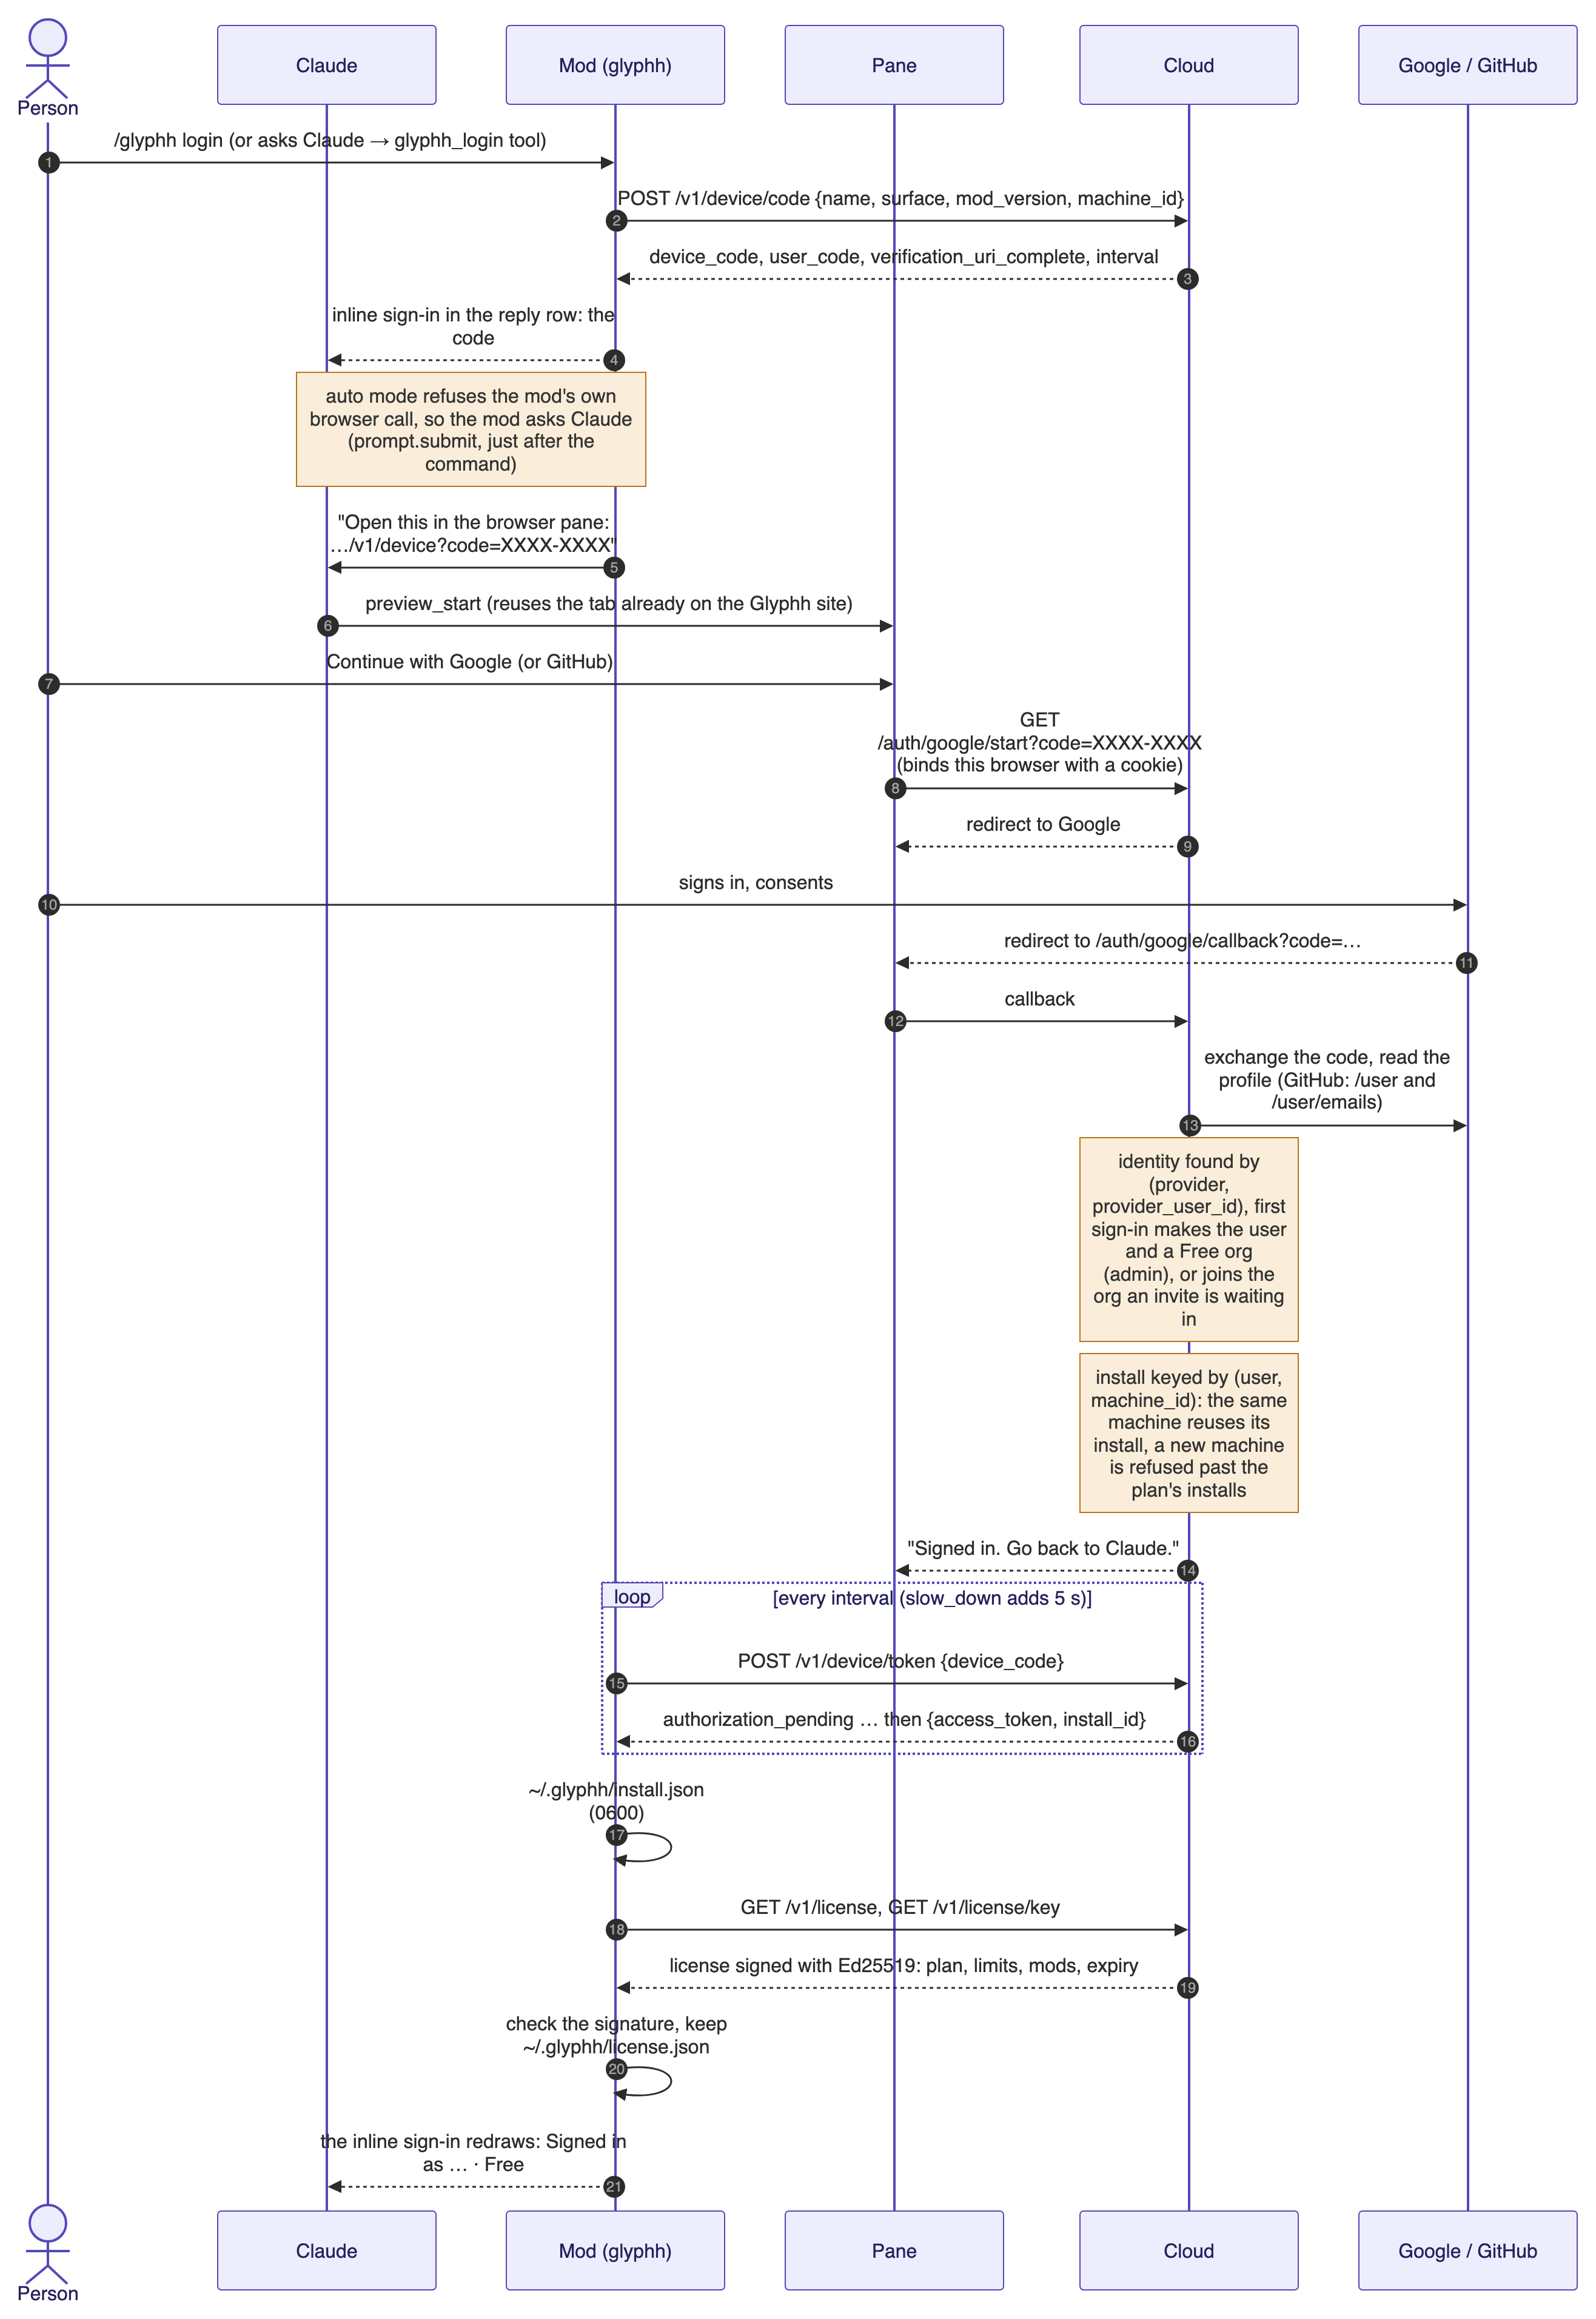 Person
Claude
Mod (glyphh)
Pane
Cloud
Google / GitHub
/glyphh login (or asks Claude → glyphh_login tool)
1
POST /v1/device/code {name, surface, mod_version, machine_id}
2
device_code, user_code, verification_uri_complete, interval
3
inline sign-in in the reply row: the
code
4
auto mode refuses the mod's own
browser call, so the mod asks Claude
(prompt.submit, just after the
command)
"Open this in the browser pane:
…/v1/device?code=XXXX-XXXX"
5
preview_start (reuses the tab already on the Glyphh site)
6
Continue with Google (or GitHub)
7
GET
/auth/google/start?code=XXXX-XXXX
(binds this browser with a cookie)
8
redirect to Google
9
signs in, consents
10
redirect to /auth/google/callback?code=…
11
callback
12
exchange the code, read the
profile (GitHub: /user and
/user/emails)
13
identity found by
(provider,
provider_user_id), first
sign-in makes the user
and a Free org
(admin), or joins the
org an invite is waiting
in
install keyed by (user,
machine_id): the same
machine reuses its
install, a new machine
is refused past the
plan's installs
"Signed in. Go back to Claude."
14
loop
[every interval (slow_down adds 5 s)]
POST /v1/device/token {device_code}
15
authorization_pending … then {access_token, install_id}
16
~/.glyphh/install.json
(0600)
17
GET /v1/license, GET /v1/license/key
18
license signed with Ed25519: plan, limits, mods, expiry
19
check the signature, keep
~/.glyphh/license.json
20
the inline sign-in redraws: Signed in
as … · Free
21
Person
Claude
Mod (glyphh)
Pane
Cloud
Google / GitHub